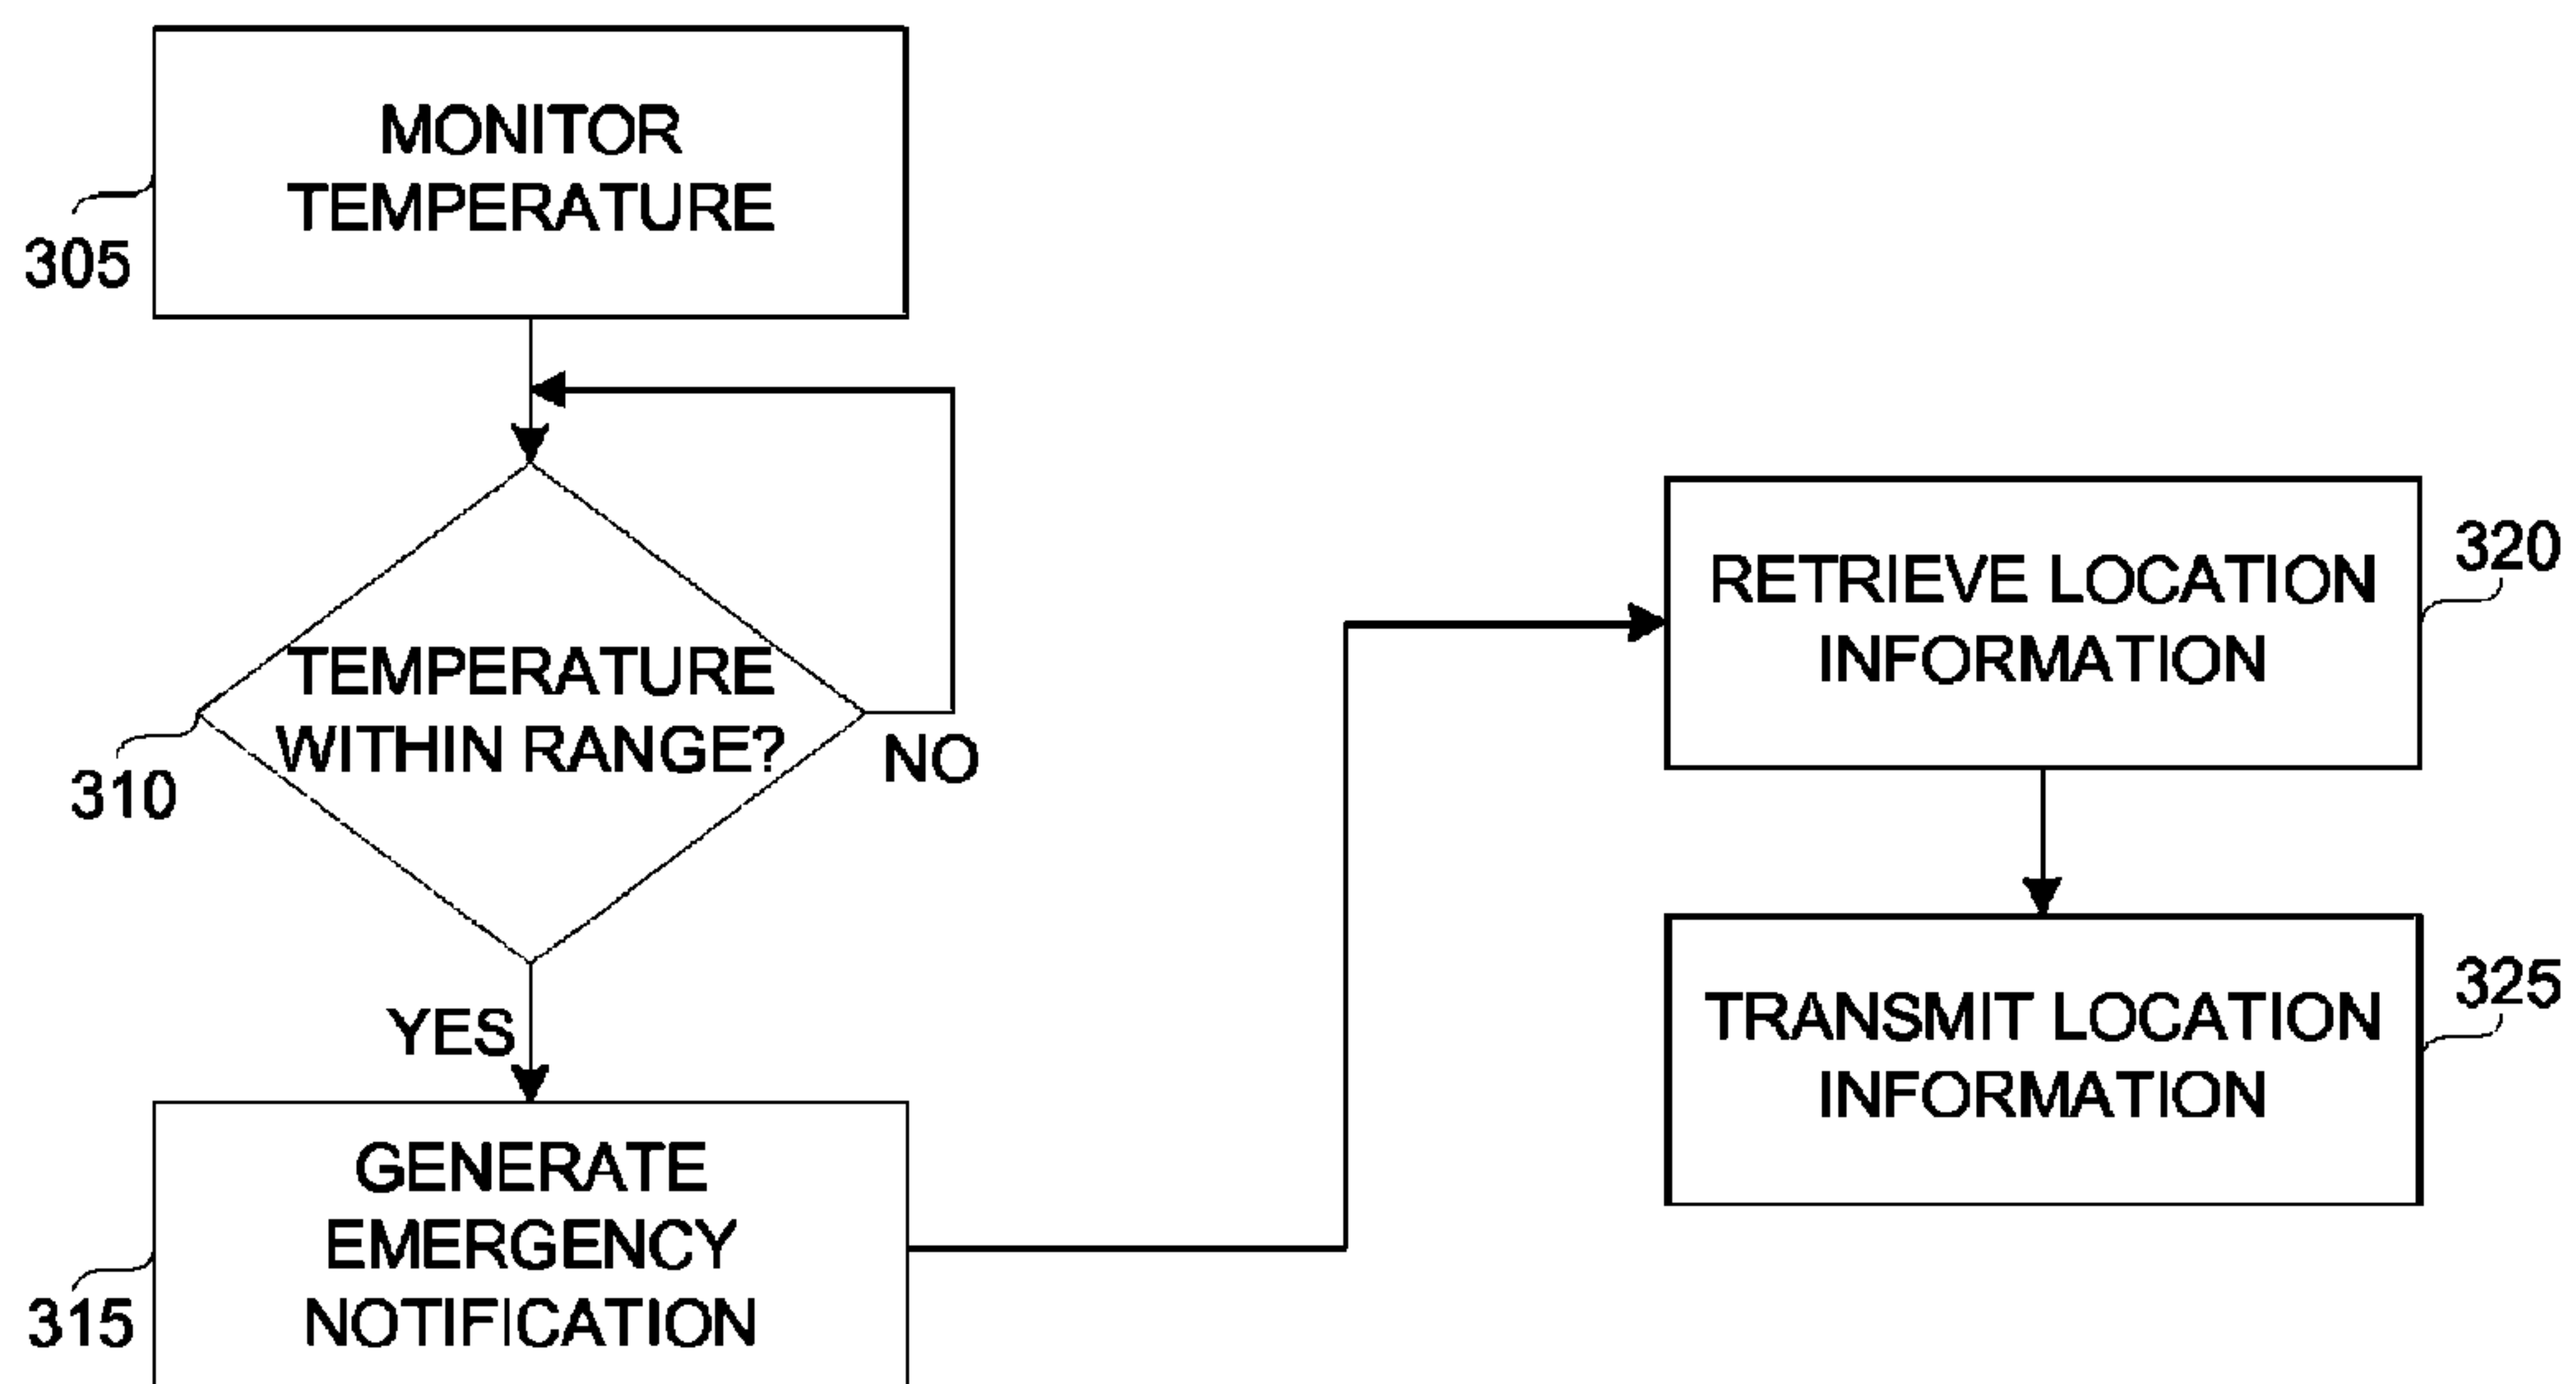 MONITOR
TEMPERATURE
305
TEMPERATURE
WITHIN RANGE?
310
NO
YES
GENERATE
EMERGENCY
NOTIFICATION
315
RETRIEVE LOCATION
INFORMATION
320
TRANSMIT LOCATION
INFORMATION
325